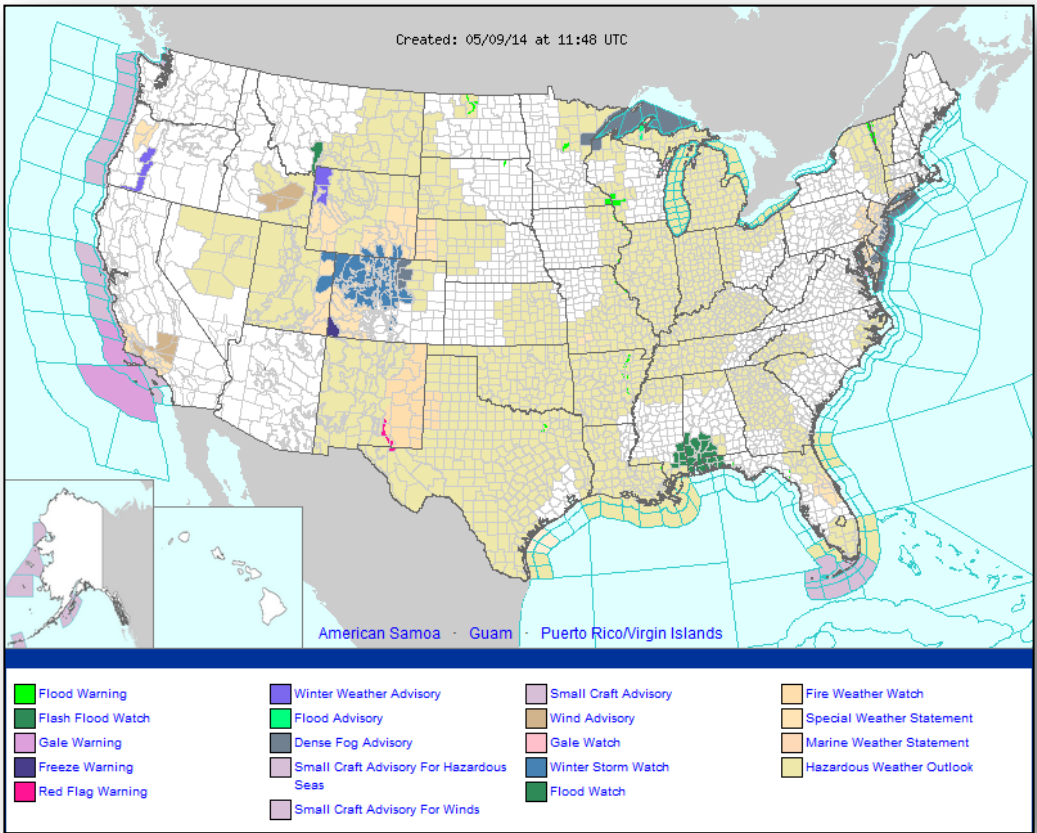 Created: 05/09/14 at 11:48 UTC
American Samoa - Guam - Puerto Rico/Virgin Islands
Flood Warning
Flash Flood Watch
Gale Warning
Freeze Warning
Red Flag Warning
Winter Weather Advisory
Flood Advisory
Dense Fog Advisory
Small Craft Advisory For Hazardous
Seas
Small Craft Advisory For Winds
Small Craft Advisory
Wind Advisory
Gale Watch
Winter Storm Watch
Flood Watch
Fire Weather Watch
Special Weather Statement
Marine Weather Statement
Hazardous Weather Outlook